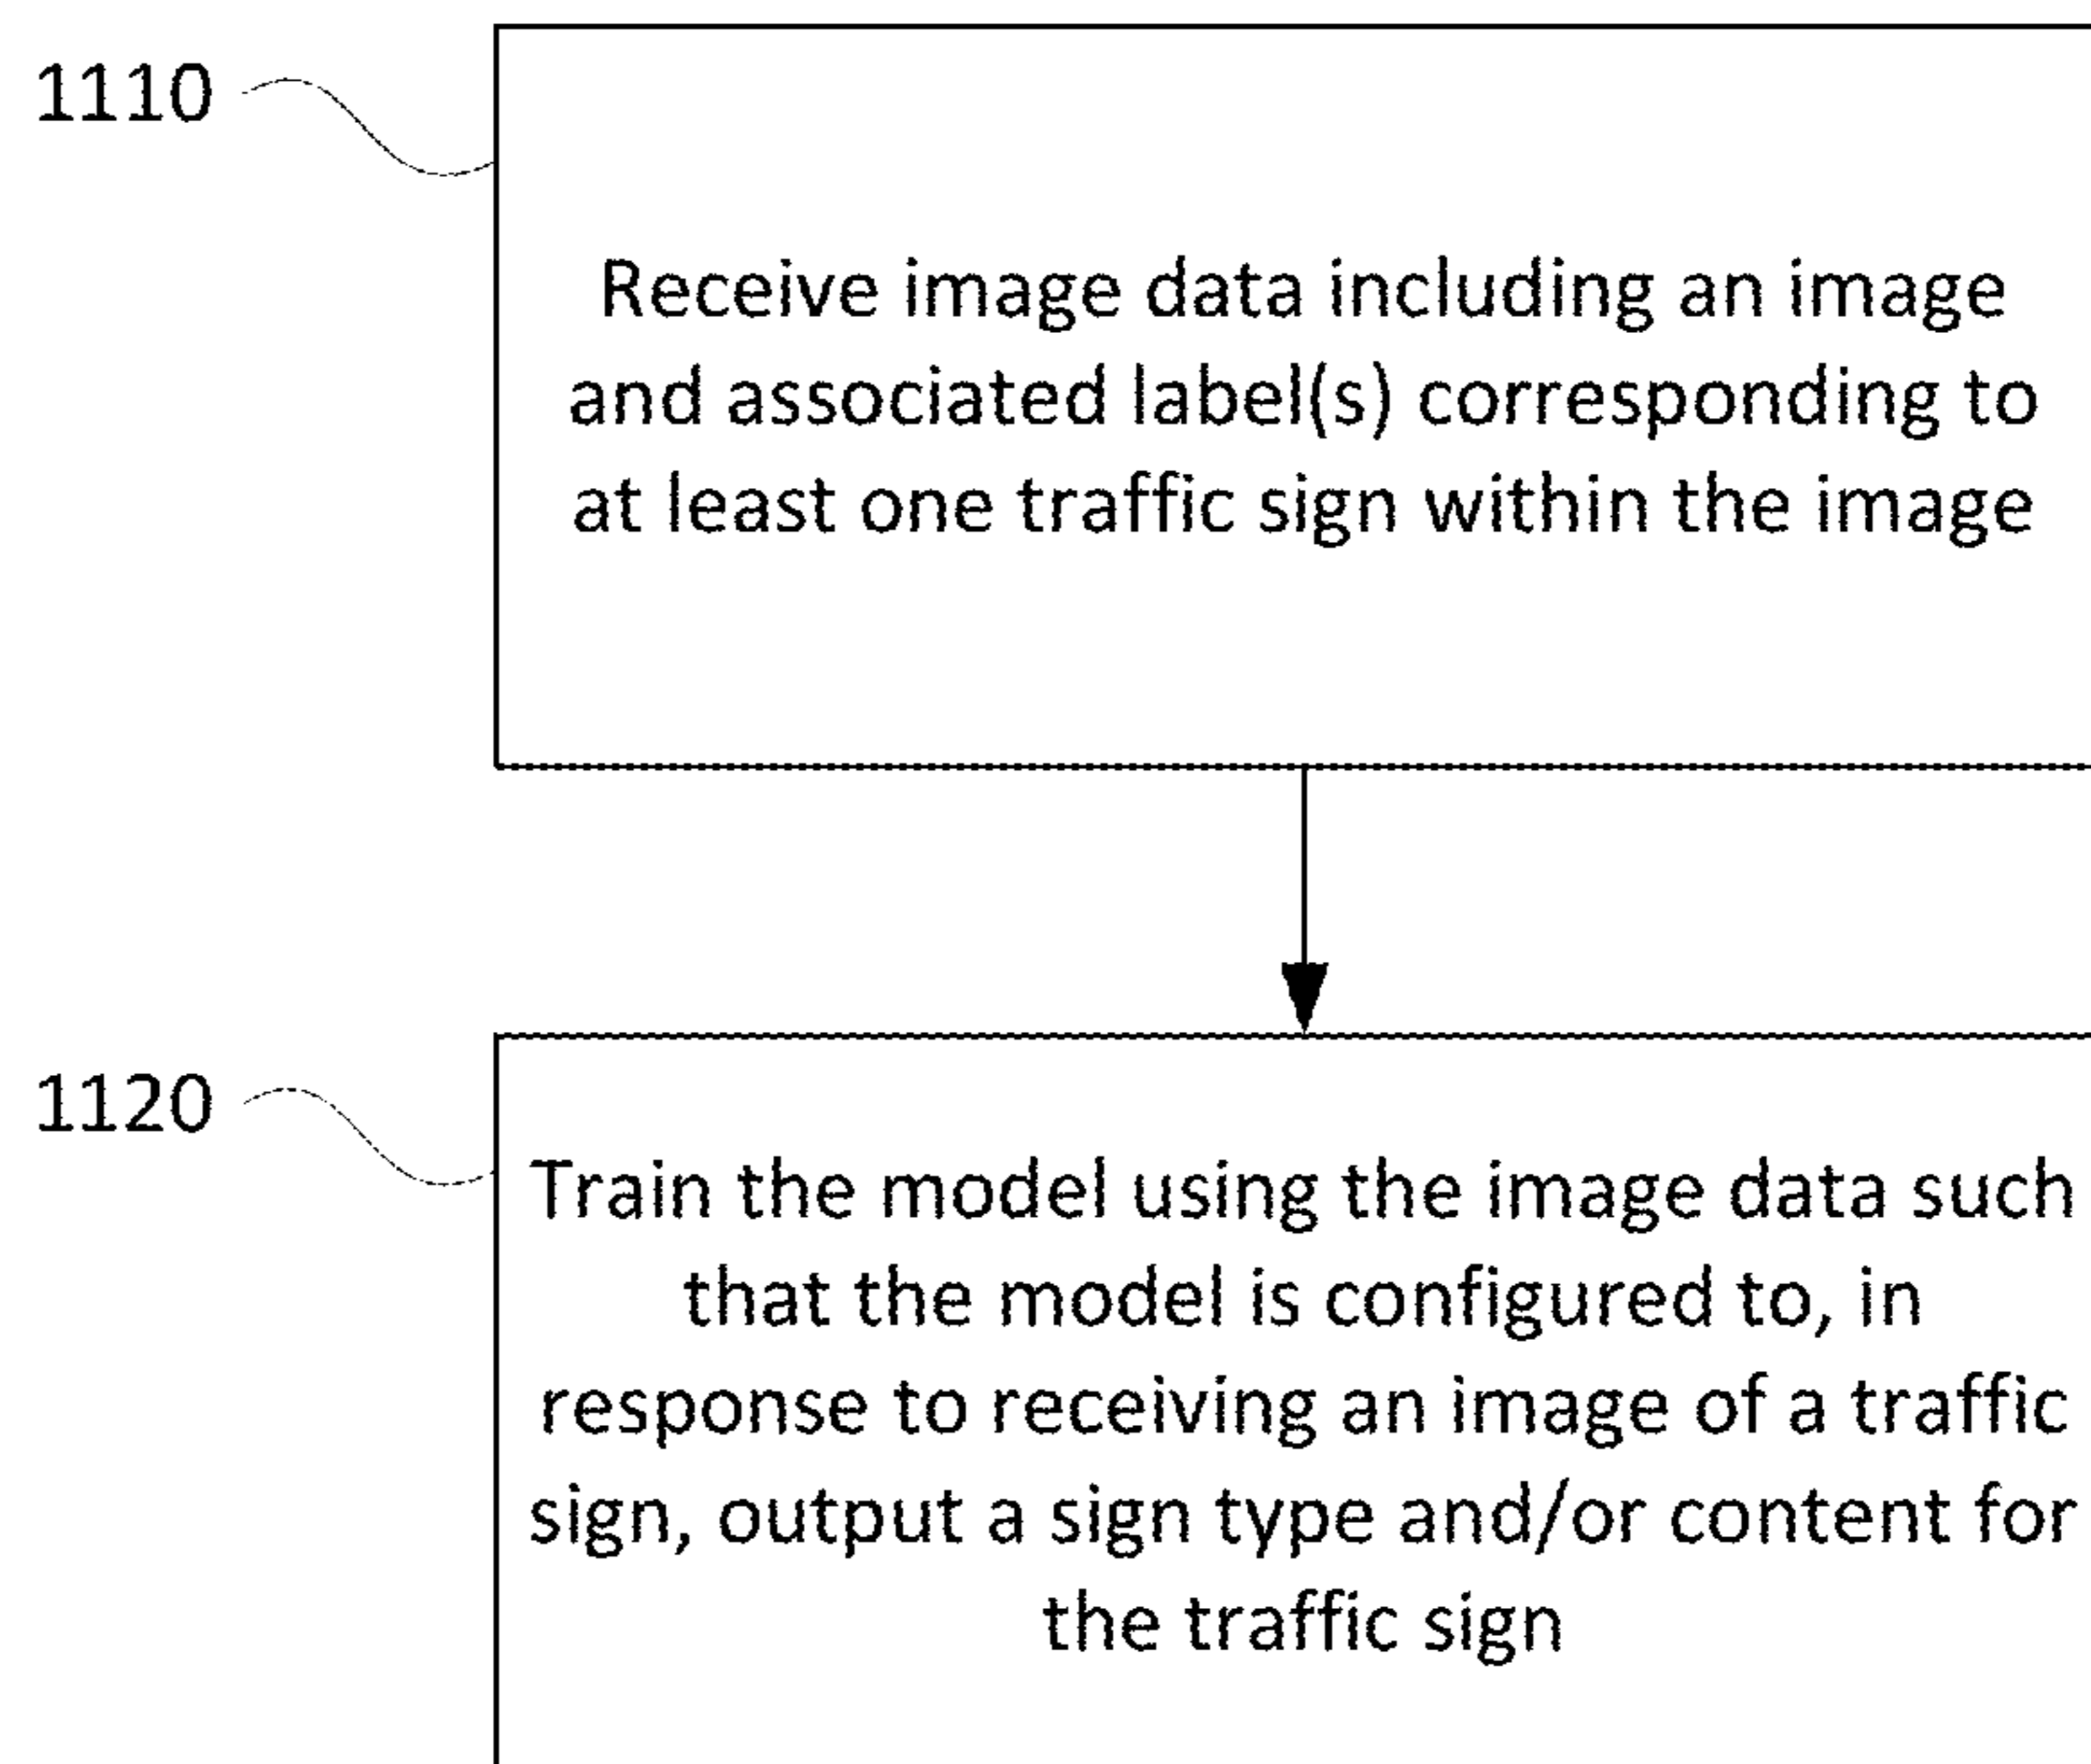 1110
Receive image data including an image
and associated label(s) corresponding to
at least one traffic sign within the image
1120
Train the model using the image data such
that the model is configured to, in
response to receiving an image of a traffic
sign, output a sign type and/or content for
the traffic sign